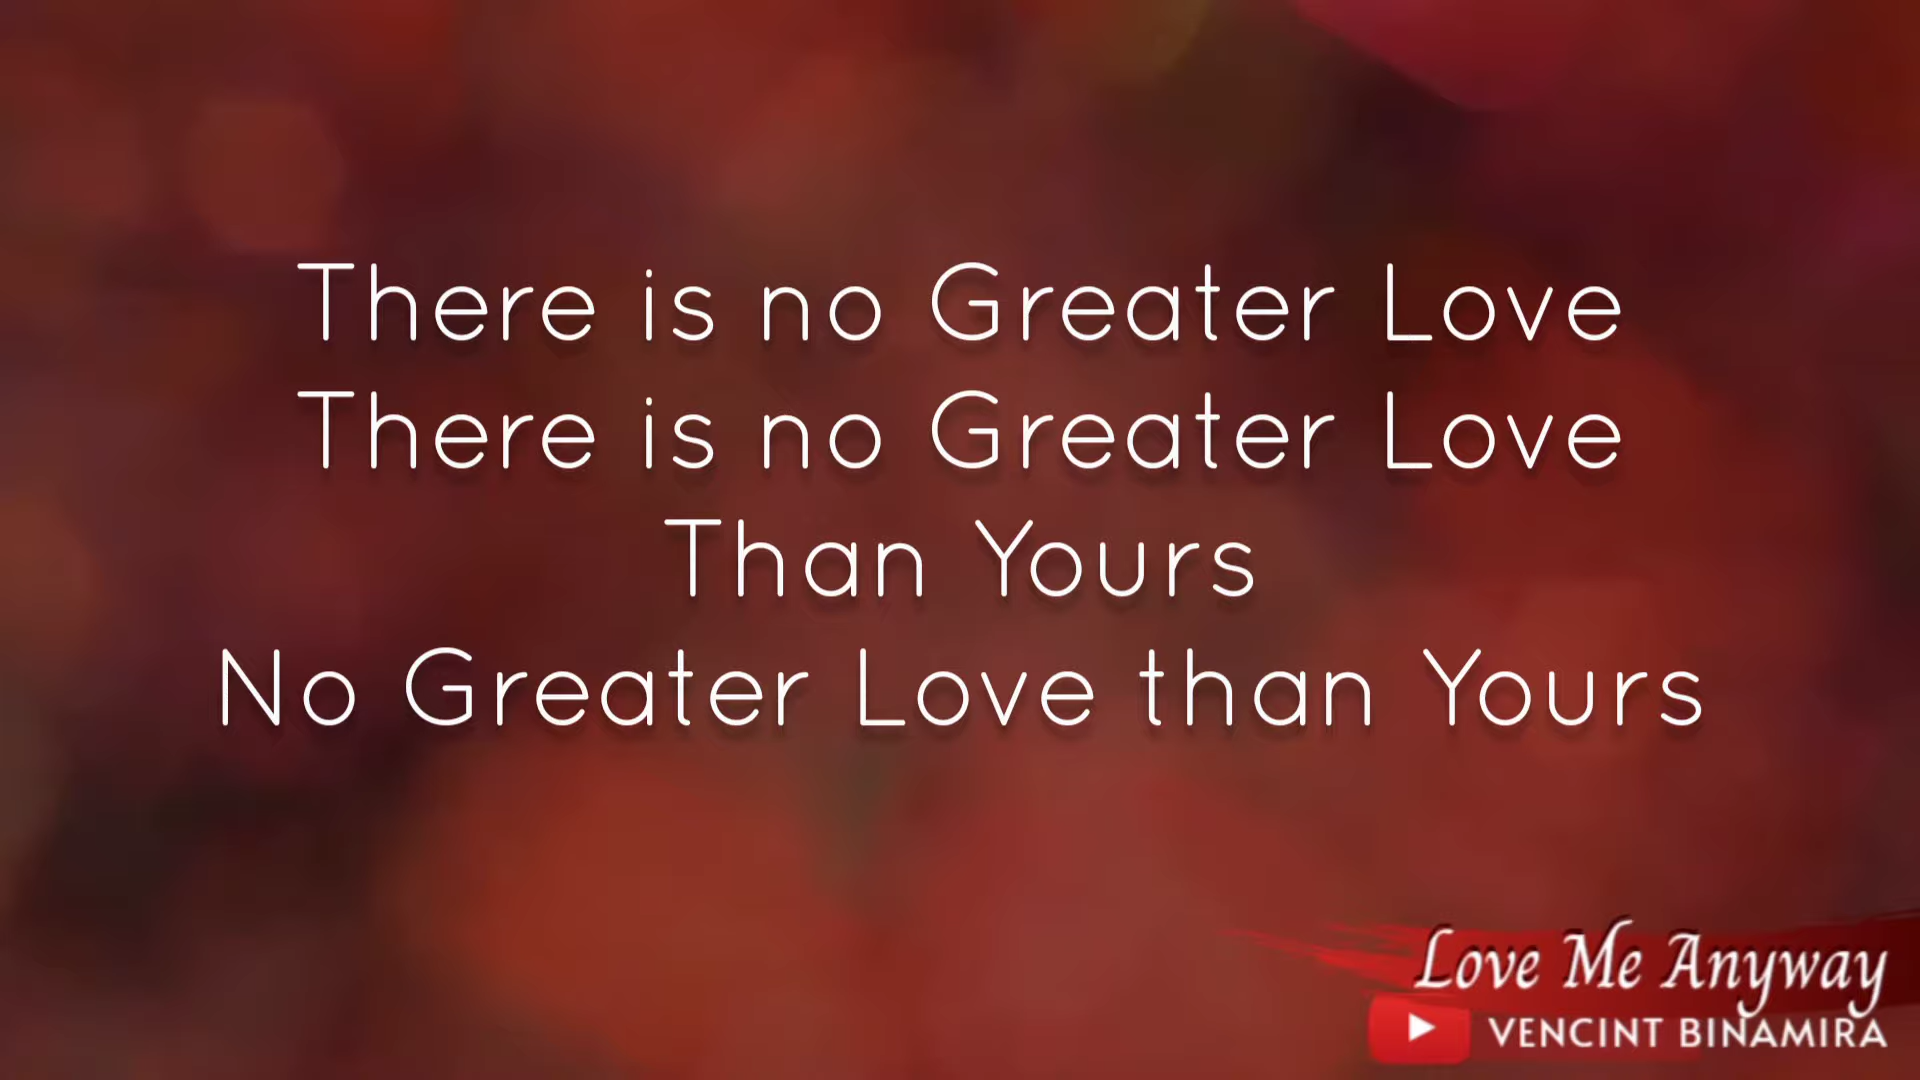 There is no Greater Love
There is no Greater Love
Than Yours
No Greater Love than Yours
Love Me Anyway
VENCINT BINAMIRA